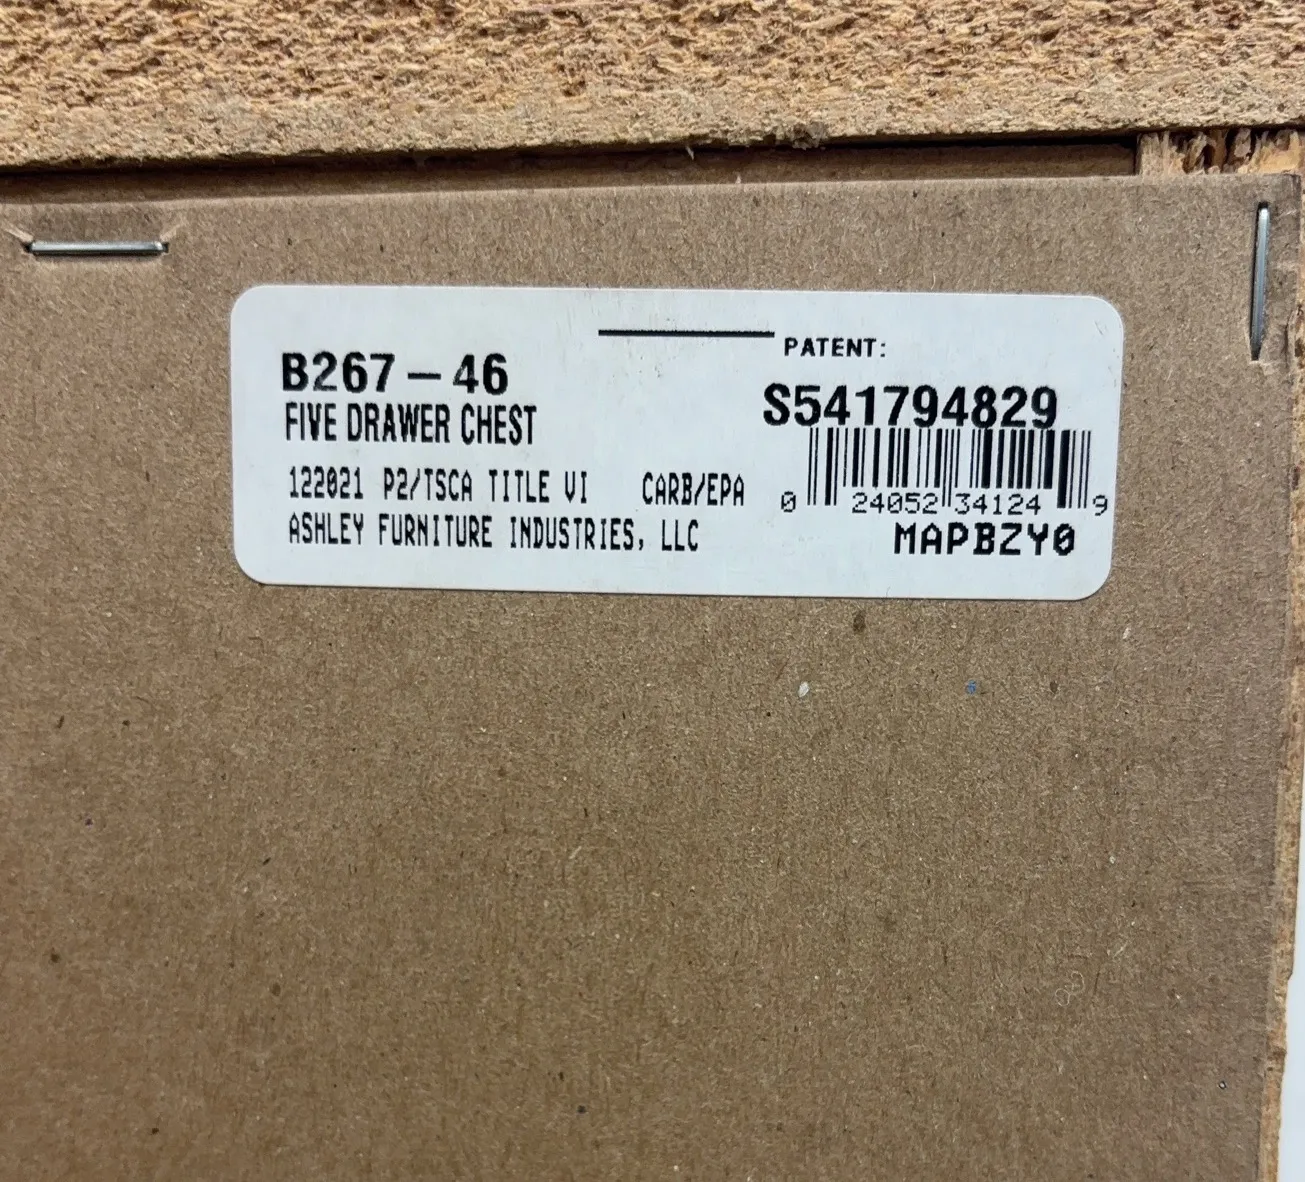 PATENT:
B267-46
S541794829
FIVE DRAWER CHEST
122021 P2/TSCA TITLE VI CARB/EPA
0 24052 34124 9
ASHLEY FURNITURE INDUSTRIES, LLC
MAPBZY0